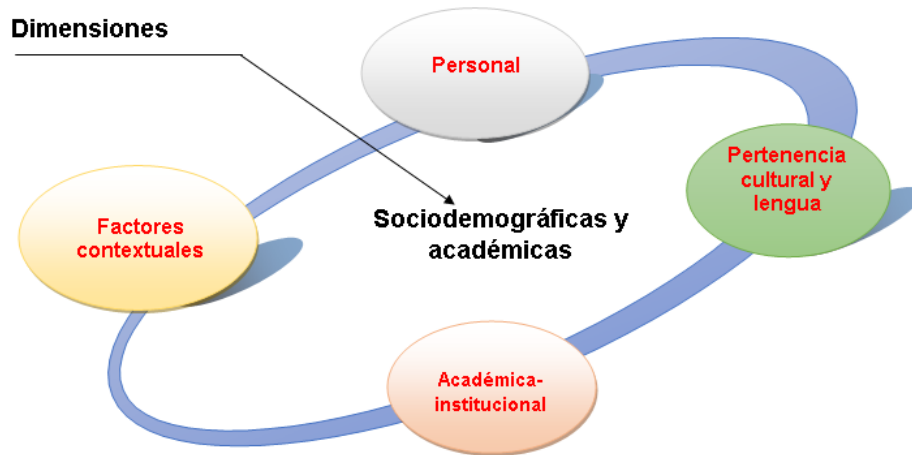 Dimensiones
Personal
Pertenencia
cultural y
lengua
Factores
contextuales
Sociodemográficas y
académicas
Académica-
institucional